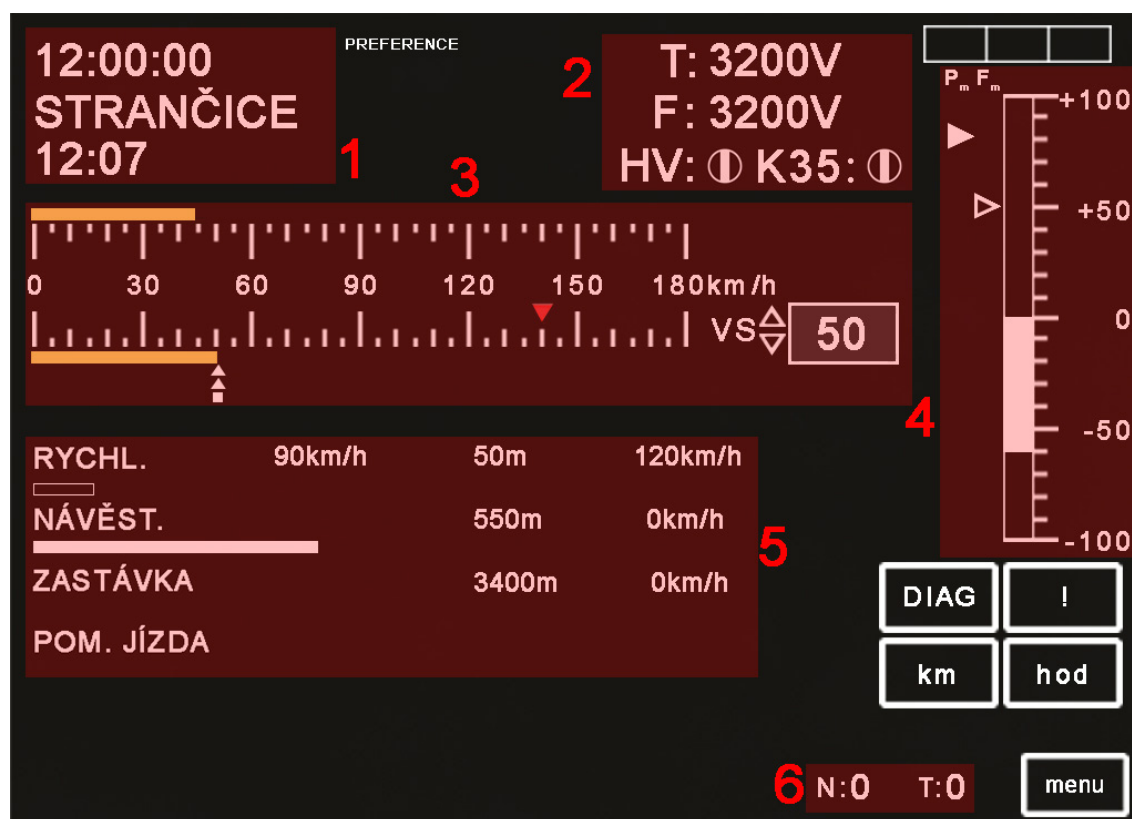 12:00:00
STRANČICE
12:07
1
PREFERENCE
2
T: 3200V
F: 3200V
HV: K35:
Pm Fm
+100
+50
0
-50
-100
3
0 30 60 90 120 150 180km/h
VS 50
4
RYCHL. 90km/h 50m 120km/h
NÁVĚST. 550m 0km/h
5
ZASTÁVKA 3400m 0km/h
POM. JÍZDA
DIAG !
km hod
6 N:0 T:0 menu